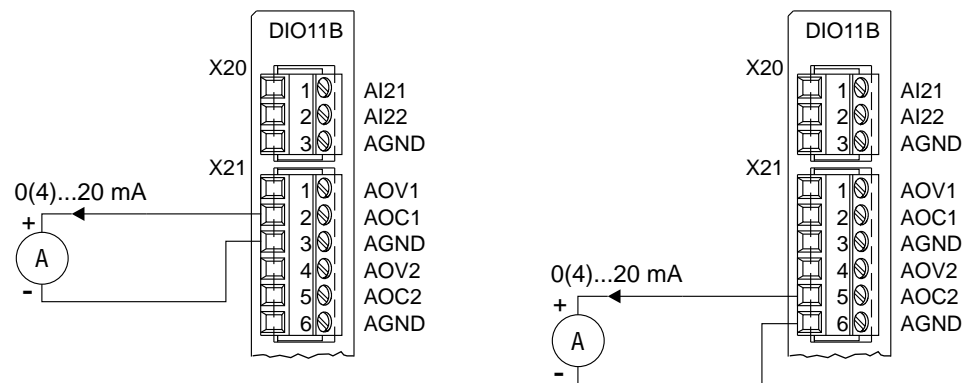 DIO11B
X20
1 AI21
2 AI22
3 AGND
X21
1 AOV1
2 AOC1
3 AGND
4 AOV2
5 AOC2
6 AGND
0(4)...20 mA
+
A
-
DIO11B
X20
1 AI21
2 AI22
3 AGND
X21
1 AOV1
2 AOC1
3 AGND
4 AOV2
5 AOC2
6 AGND
0(4)...20 mA
+
A
-